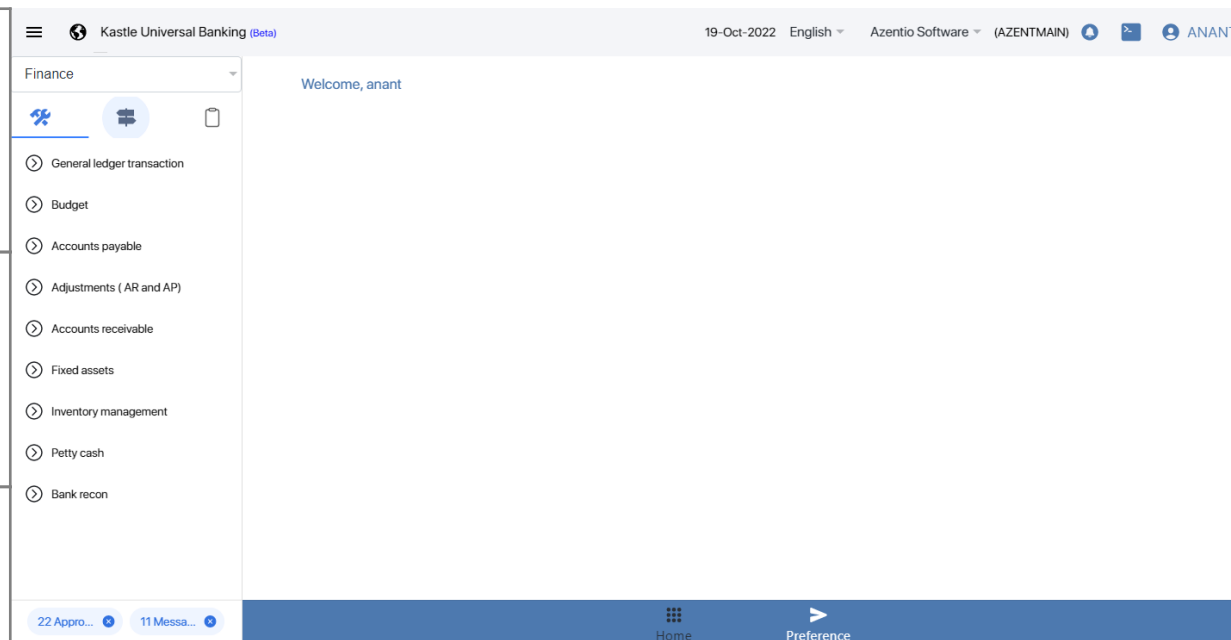 Kastle Universal Banking (Beta)
19-Oct-2022 English Azentio Software (AZENTMAIN) ANANT
Finance
Welcome, anant
General ledger transaction
Budget
Accounts payable
Adjustments ( AR and AP)
Accounts receivable
Fixed assets
Inventory management
Petty cash
Bank recon
22 Appro... 11 Messa...
Home Preference